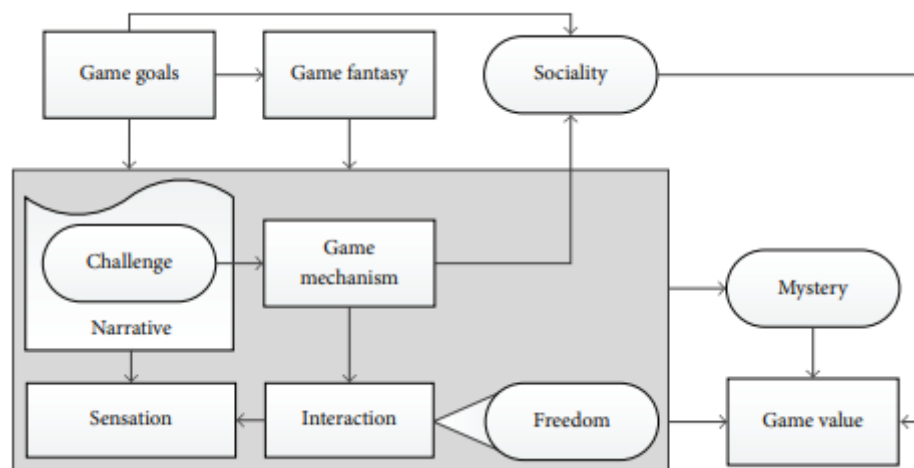 Game goals
Game fantasy
Sociality
Challenge
Game
mechanism
Narrative
Mystery
Sensation
Interaction
Freedom
Game value